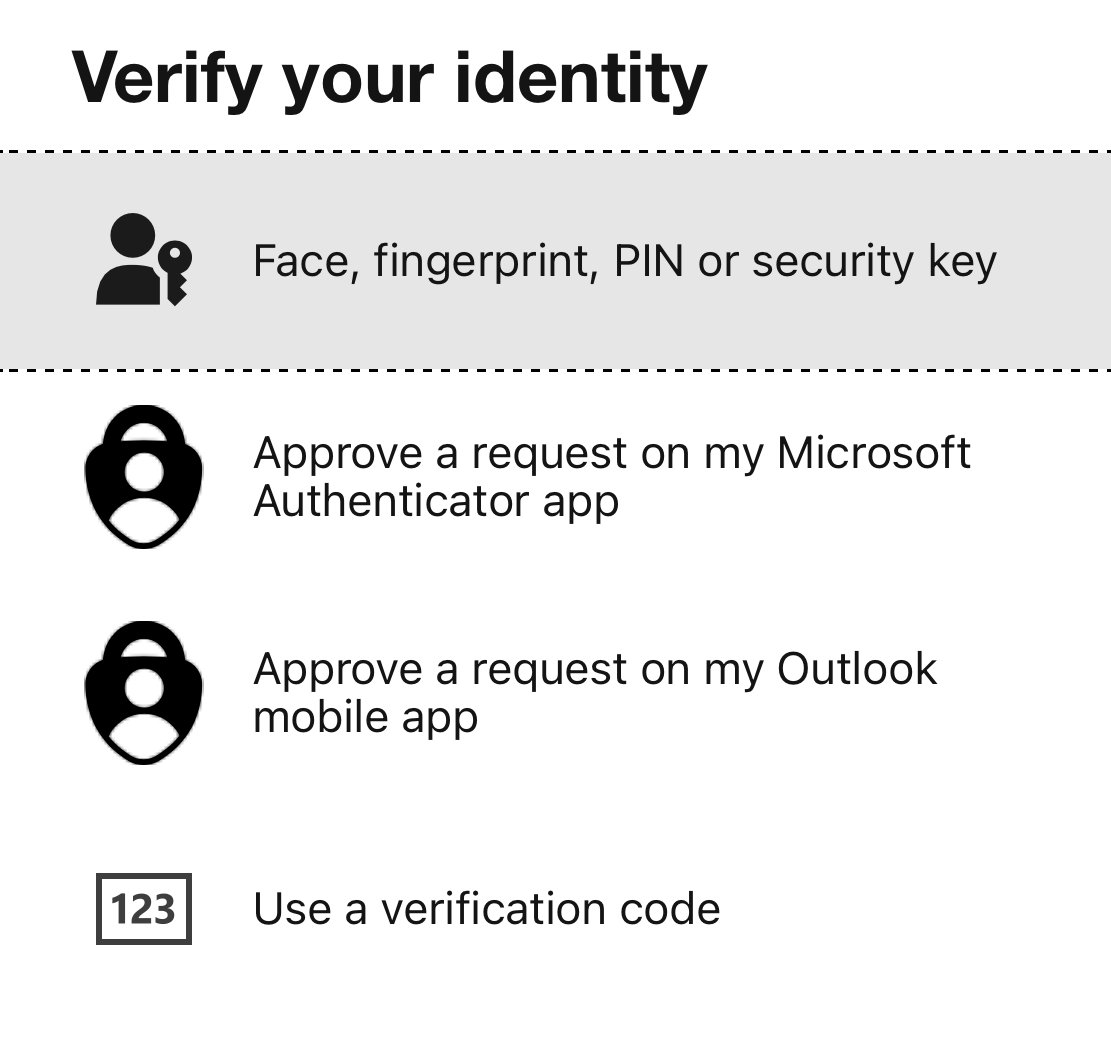 Verify your identity
Face, fingerprint, PIN or security key
Approve a request on my Microsoft
Authenticator app
Approve a request on my Outlook
mobile app
123
Use a verification code